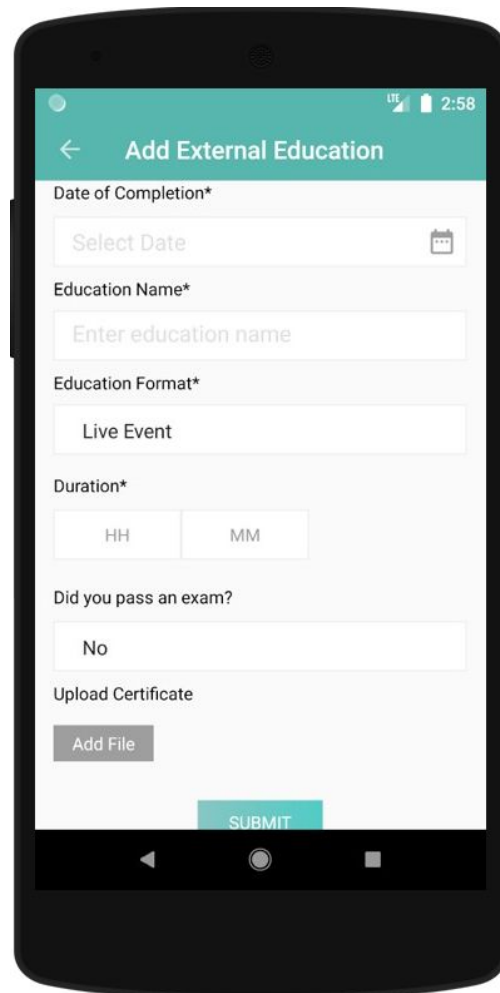 LTE 2:58
Add External Education
Date of Completion*
Select Date
Education Name*
Enter education name
Education Format*
Live Event
Duration*
HH MM
Did you pass an exam?
No
Upload Certificate
Add File
SUBMIT